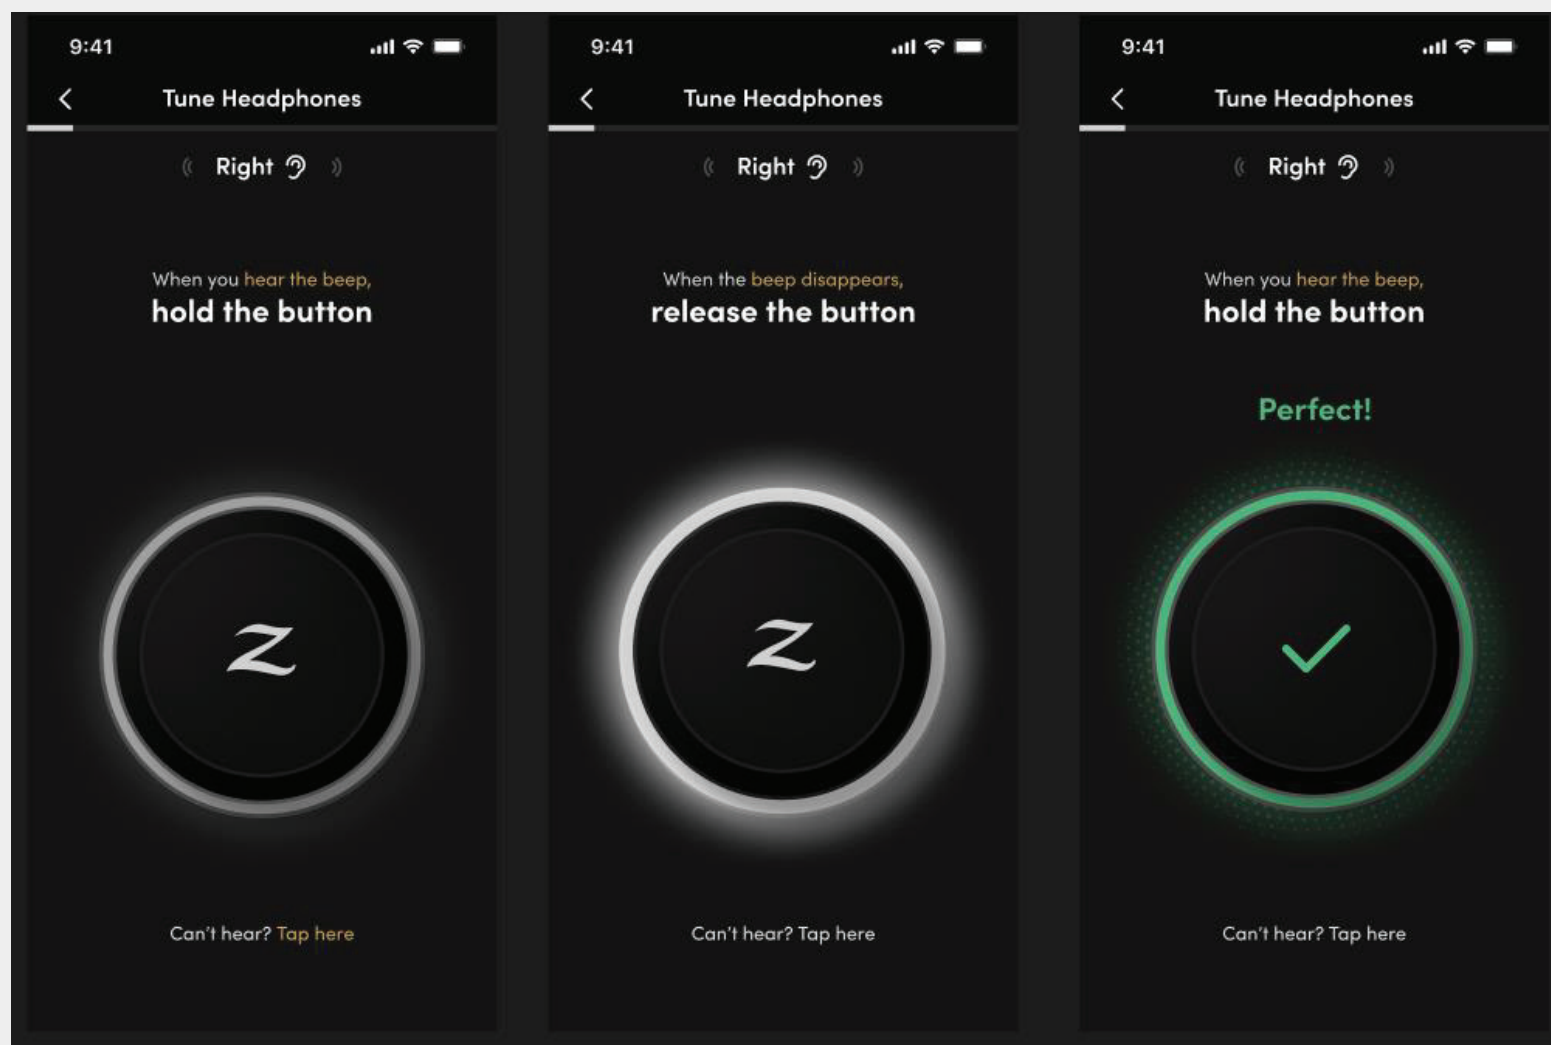 9:41
Tune Headphones
Right
When you hear the beep,
hold the button
z
Can't hear? Tap here
9:41
Tune Headphones
Right
When the beep disappears,
release the button
z
Can't hear? Tap here
9:41
Tune Headphones
Right
When you hear the beep,
hold the button
Perfect!
Can't hear? Tap here